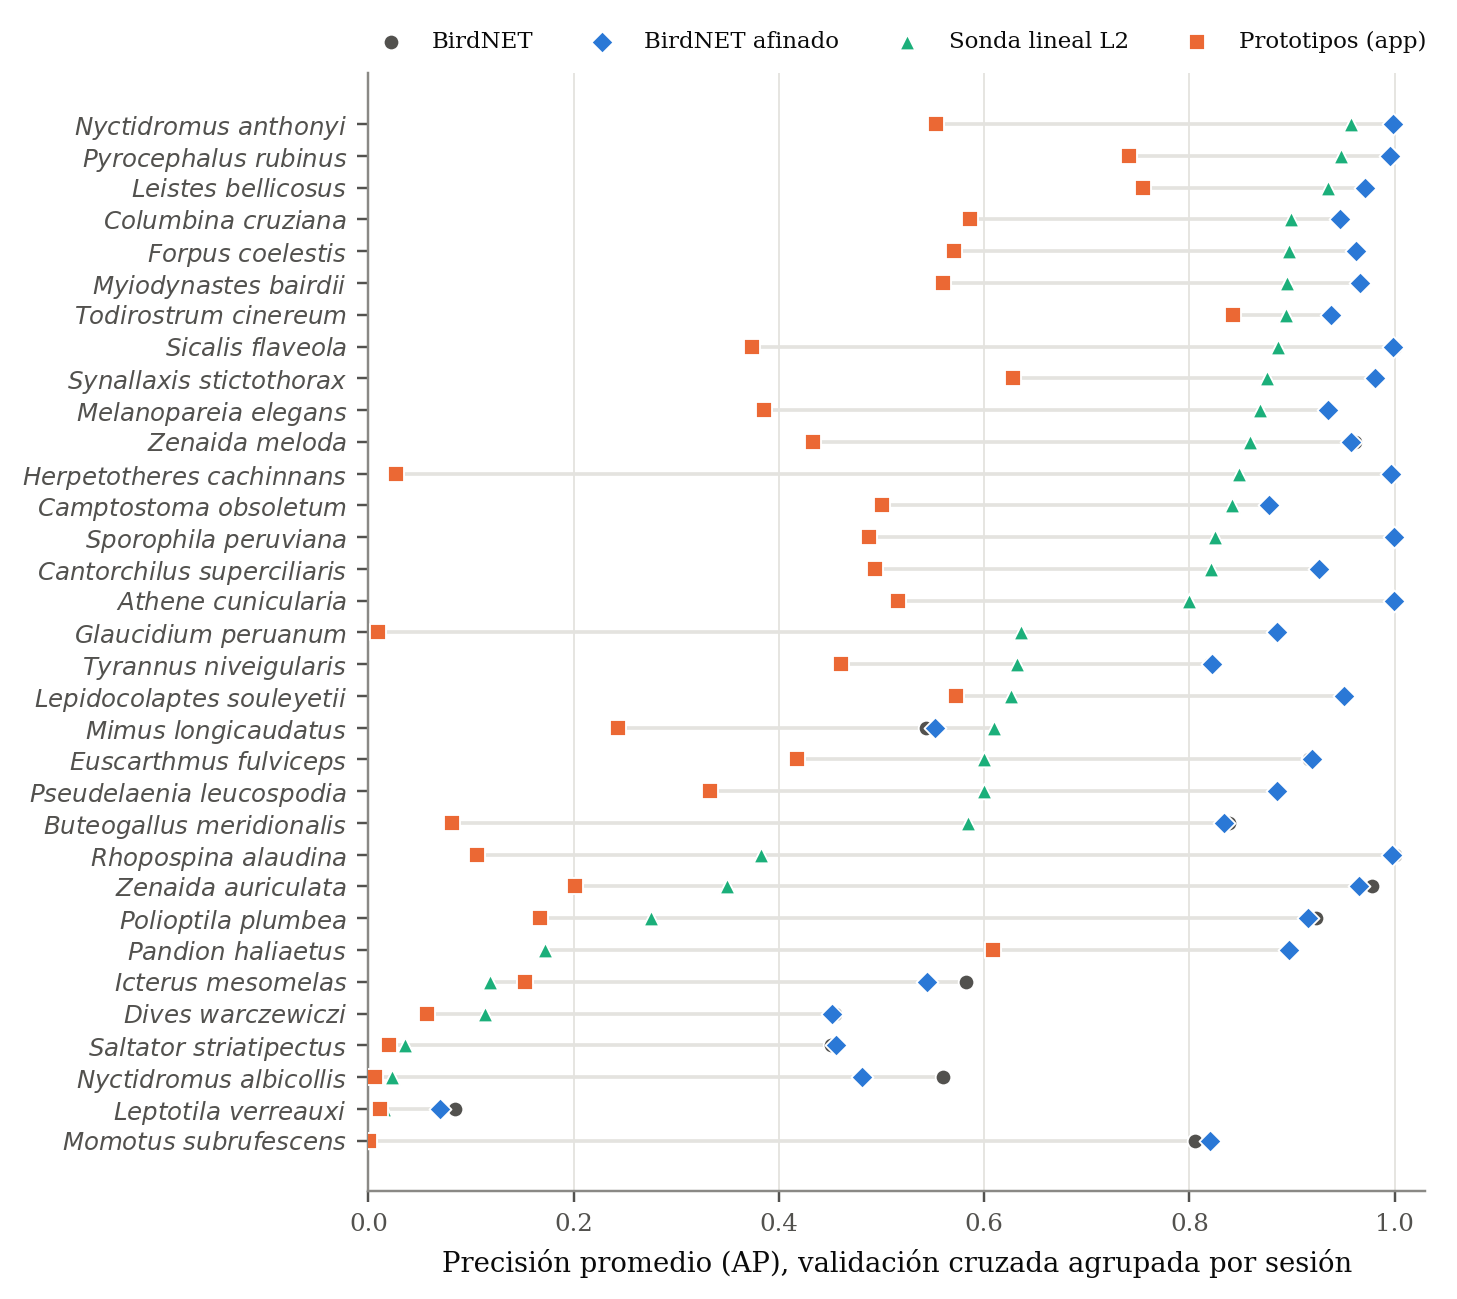 BirdNET BirdNET afinado Sonda lineal L2 Prototipos (app)
Nyctidromus anthonyi
Pyrocephalus rubinus
Leistes bellicosus
Columbina cruziana
Forpus coelestis
Myiodynastes bairdii
Todirostrum cinereum
Sicalis flaveola
Synallaxis stictothorax
Melanopareia elegans
Zenaida meloda
Herpetotheres cachinnans
Camptostoma obsoletum
Sporophila peruviana
Cantorchilus superciliaris
Athene cunicularia
Glaucidium peruanum
Tyrannus niveigularis
Lepidocolaptes souleyetii
Mimus longicaudatus
Euscarthmus fulviceps
Pseudelaenia leucospodia
Buteogallus meridionalis
Rhopospina alaudina
Zenaida auriculata
Polioptila plumbea
Pandion haliaetus
Icterus mesomelas
Dives warczewiczi
Saltator striatipectus
Nyctidromus albicollis
Leptotila verreauxi
Momotus subrufescens
0.0 0.2 0.4 0.6 0.8 1.0
Precisión promedio (AP), validación cruzada agrupada por sesión